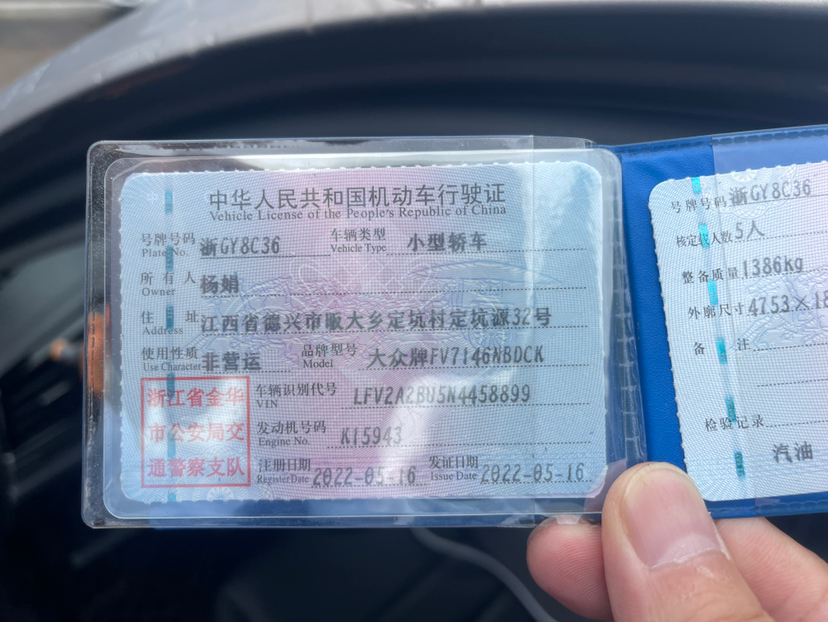 中华人民共和国机动车行驶证
Vehicle License of the People's Republic of China
号牌号码 浙GY8C36 车辆类型 小型轿车
Plate No. Vehicle Type
所有人 杨娟
Owner
住址 江西省德兴市畈大乡定坑村定坑源32号
Address
使用性质 非营运 品牌型号 大众牌FV7146NBDCK
Use Character Model
浙江省金华
市公安局交
通警察支队
车辆识别代号 LFV2A2BU5N4458899
VIN
发动机号码 K15943
Engine No.
注册日期 2022-05-16 发证日期 2022-05-16
Register Date Issue Date
号牌号码 浙GY8C36
核定载人数 5人
整备质量 1386kg
外廓尺寸 4753×18
备注
检验记录
汽油